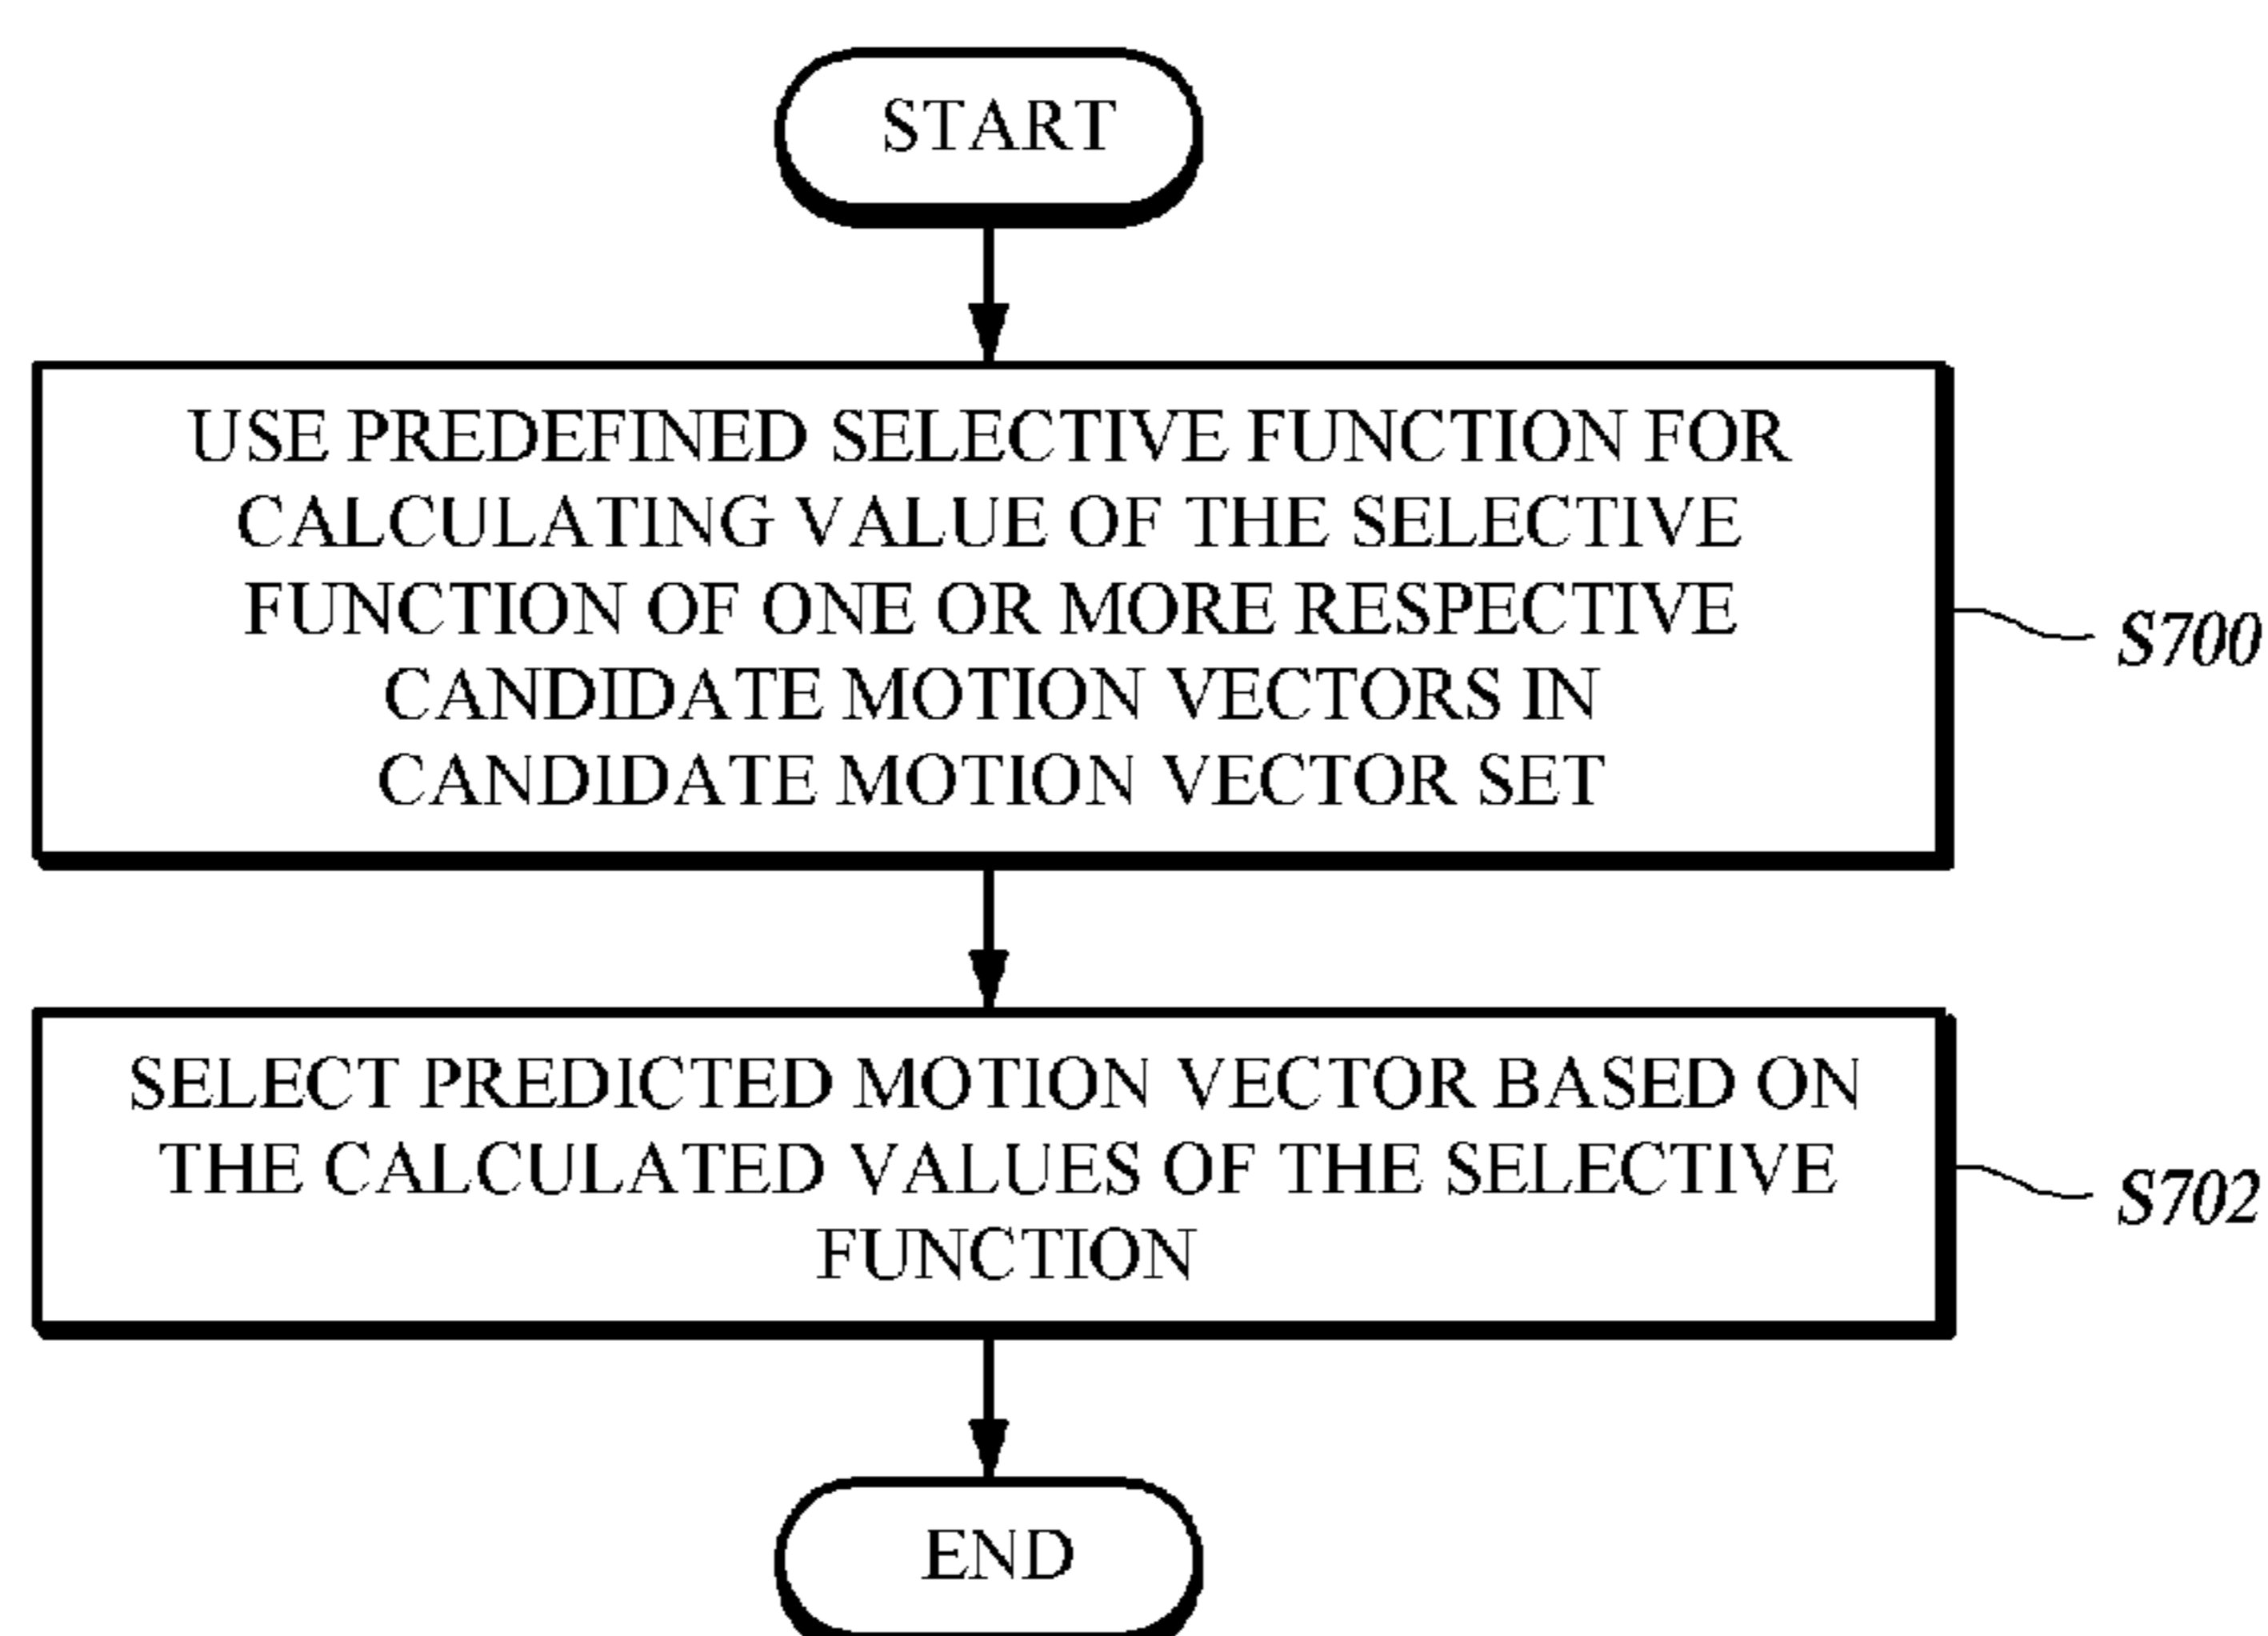 START
USE PREDEFINED SELECTIVE FUNCTION FOR
CALCULATING VALUE OF THE SELECTIVE
FUNCTION OF ONE OR MORE RESPECTIVE
CANDIDATE MOTION VECTORS IN
CANDIDATE MOTION VECTOR SET
S700
SELECT PREDICTED MOTION VECTOR BASED ON
THE CALCULATED VALUES OF THE SELECTIVE
FUNCTION
S702
END